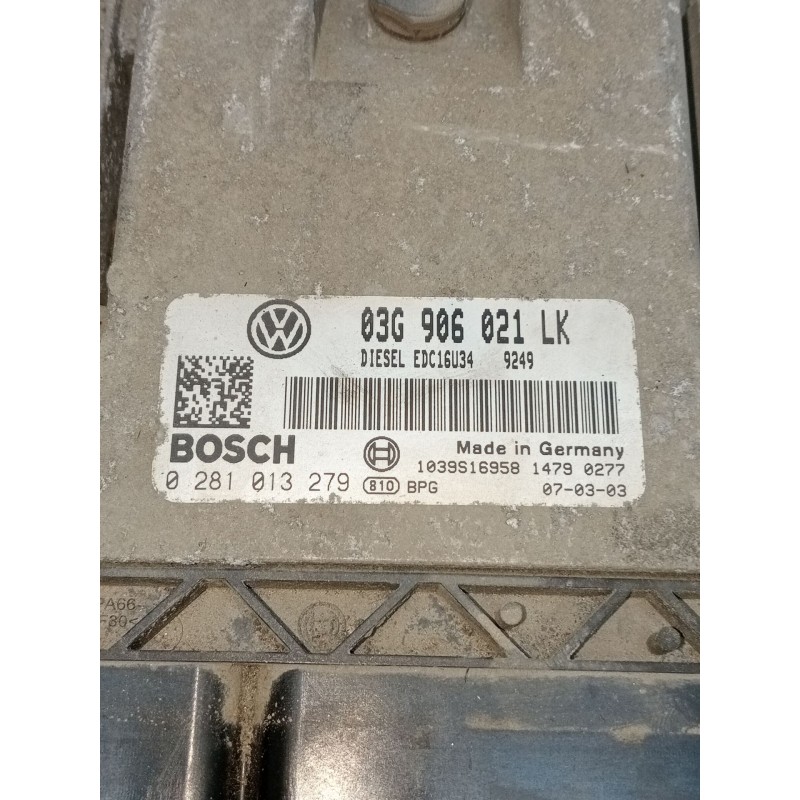 03G 906 021 LK
DIESEL EDC16U34 9249
BOSCH
Made in Germany
1039S16958 1479 0277
0 281 013 279 810 BPG 07-03-03
PA66-